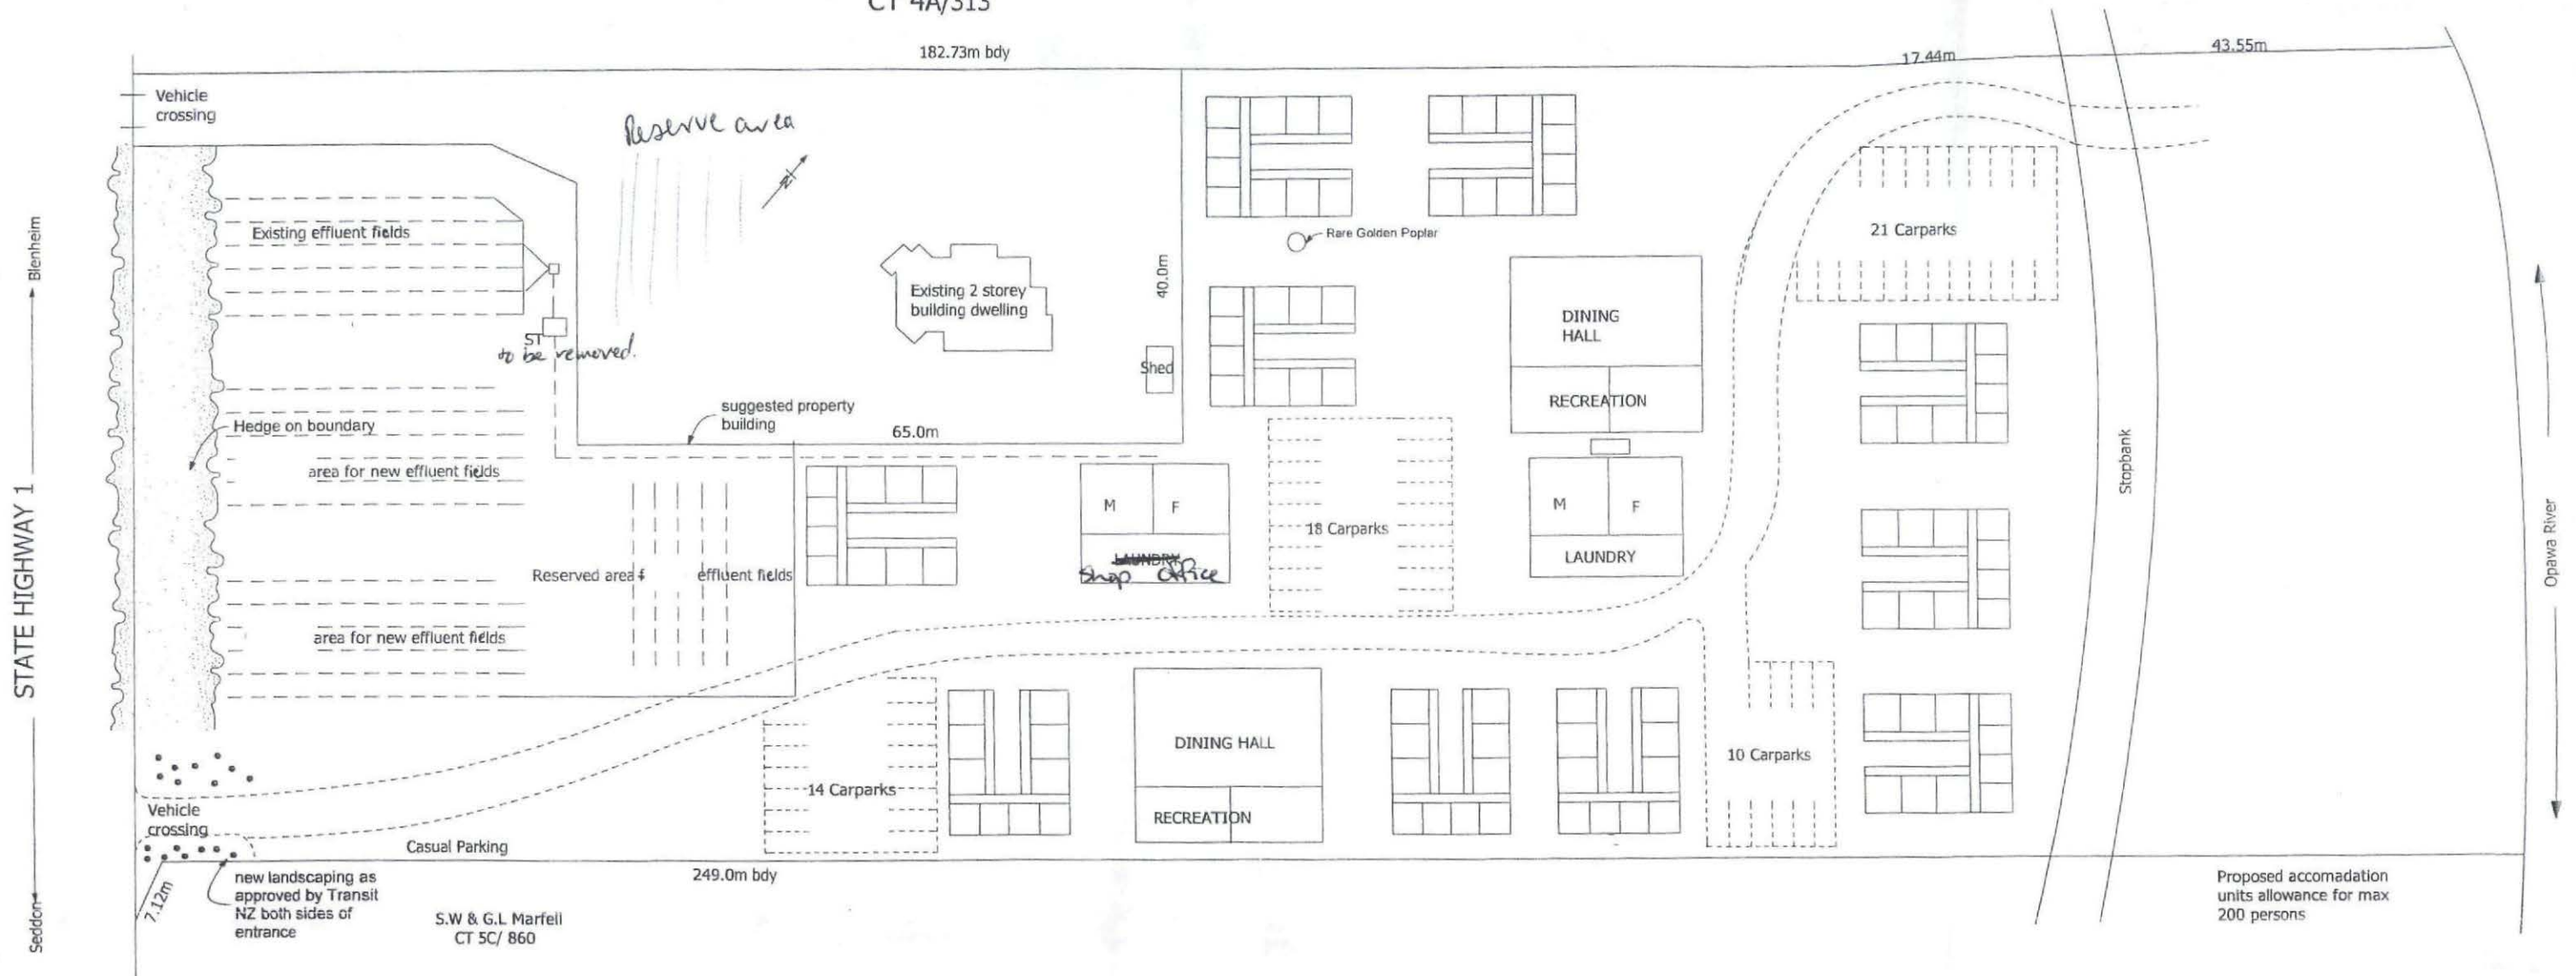 CT 4A/313
182.73m bdy
17.44m
43.55m
Vehicle
crossing
Reserve area
N
Existing effluent fields
Rare Golden Poplar
21 Carparks
Existing 2 storey
building dwelling
40.0m
DINING
HALL
ST
to be removed.
Shed
RECREATION
suggested property
building
65.0m
Hedge on boundary
area for new effluent fields
M
F
18 Carparks
M
F
LAUNDRY
LAUNDRY
Shop Office
Reserved area f
effluent fields
area for new effluent fields
Stopbank
Opawa River
STATE HIGHWAY 1
Blenheim
Seddon
DINING HALL
RECREATION
14 Carparks
10 Carparks
Vehicle
crossing
Casual Parking
7.12m
new landscaping as
approved by Transit
NZ both sides of
entrance
249.0m bdy
S.W & G.L Marfell
CT 5C/ 860
Proposed accomadation
units allowance for max
200 persons